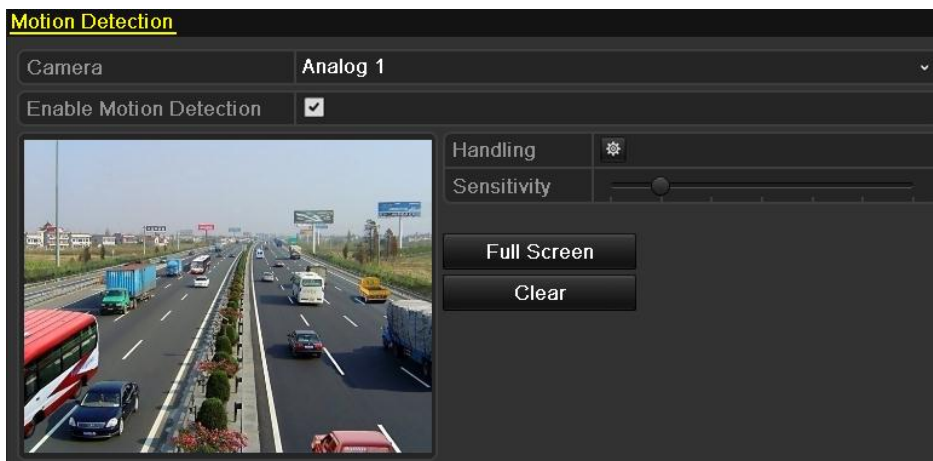 Motion Detection
Camera Analog 1
Enable Motion Detection
Handling
Sensitivity
Full Screen
Clear